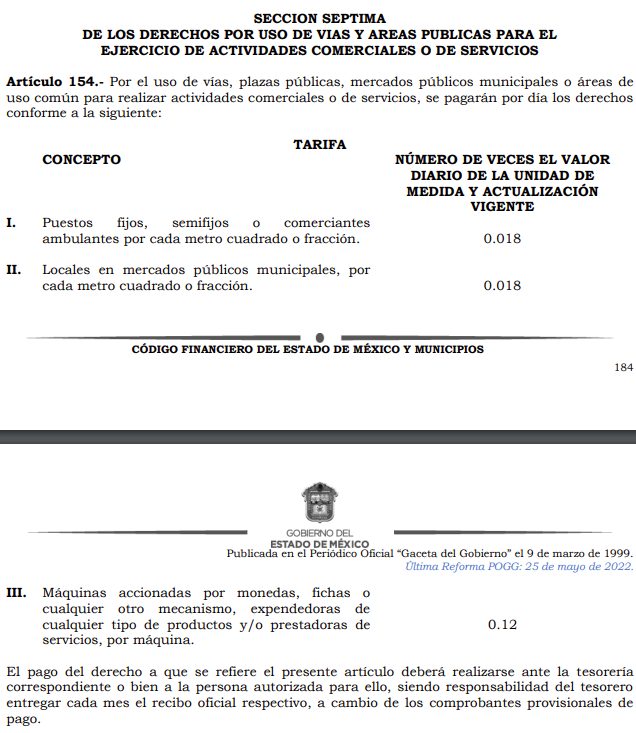 SECCION SEPTIMA
DE LOS DERECHOS POR USO DE VIAS Y AREAS PUBLICAS PARA EL
EJERCICIO DE ACTIVIDADES COMERCIALES O DE SERVICIOS
Artículo 154.- Por el uso de vías, plazas públicas, mercados públicos municipales o áreas de
uso común para realizar actividades comerciales o de servicios, se pagarán por día los derechos
conforme a la siguiente:
TARIFA
CONCEPTO
NÚMERO DE VECES EL VALOR
DIARIO DE LA UNIDAD DE
MEDIDA Y ACTUALIZACIÓN
VIGENTE
I. Puestos fijos, semifijos o comerciantes
ambulantes por cada metro cuadrado o fracción. 0.018
II. Locales en mercados públicos municipales, por
cada metro cuadrado o fracción. 0.018
CÓDIGO FINANCIERO DEL ESTADO DE MÉXICO Y MUNICIPIOS
184
GOBIERNO DEL
ESTADO DE MÉXICO
Publicada en el Periódico Oficial “Gaceta del Gobierno” el 9 de marzo de 1999.
Última Reforma POGG: 25 de mayo de 2022.
III. Máquinas accionadas por monedas, fichas o
cualquier otro mecanismo, expendedoras de
cualquier tipo de productos y/o prestadoras de 0.12
servicios, por máquina.
El pago del derecho a que se refiere el presente artículo deberá realizarse ante la tesorería
correspondiente o bien a la persona autorizada para ello, siendo responsabilidad del tesorero
entregar cada mes el recibo oficial respectivo, a cambio de los comprobantes provisionales de
pago.